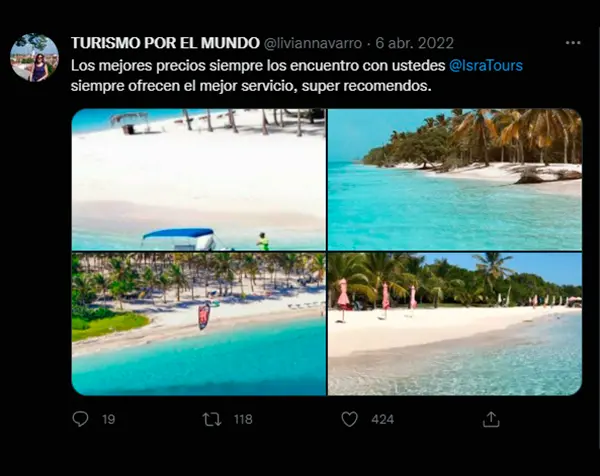 TURISMO POR EL MUNDO @liviannavarro · 6 abr. 2022
Los mejores precios siempre los encuentro con ustedes @IsraTours
siempre ofrecen el mejor servicio, super recomendos.
19 118 424